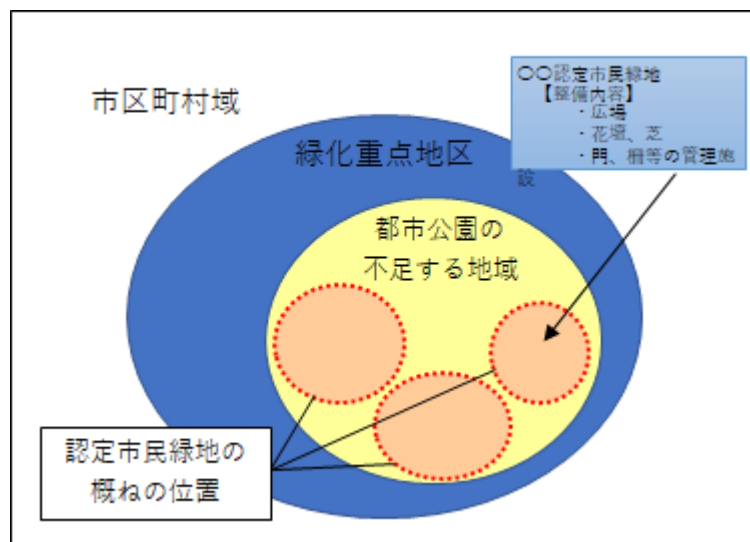 市区町村域
緑化重点地区
〇〇認定市民緑地
【整備内容】
・広場
・花壇、芝
・門、柵等の管理施
設
都市公園の
不足する地域
認定市民緑地の
概ねの位置